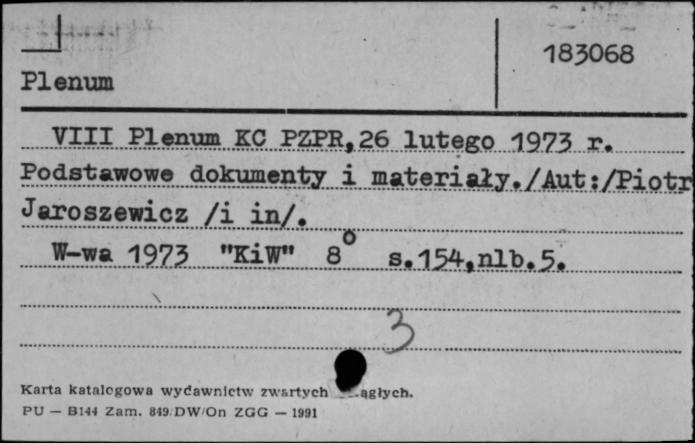 183068
Plenum
VIII Plenum KC PZPR,26 lutego 1973 r.
Podstawowe dokumenty i materiały./Aut:/Piotr
Jaroszewicz /i in/.
W-wa 1973 "KiW" 8° s.154,nlb.5.
3
Karta katalogowa wydawnictw zwartych ągłych.
PU — B144 Zam. 849/DW/On ZGG — 1991